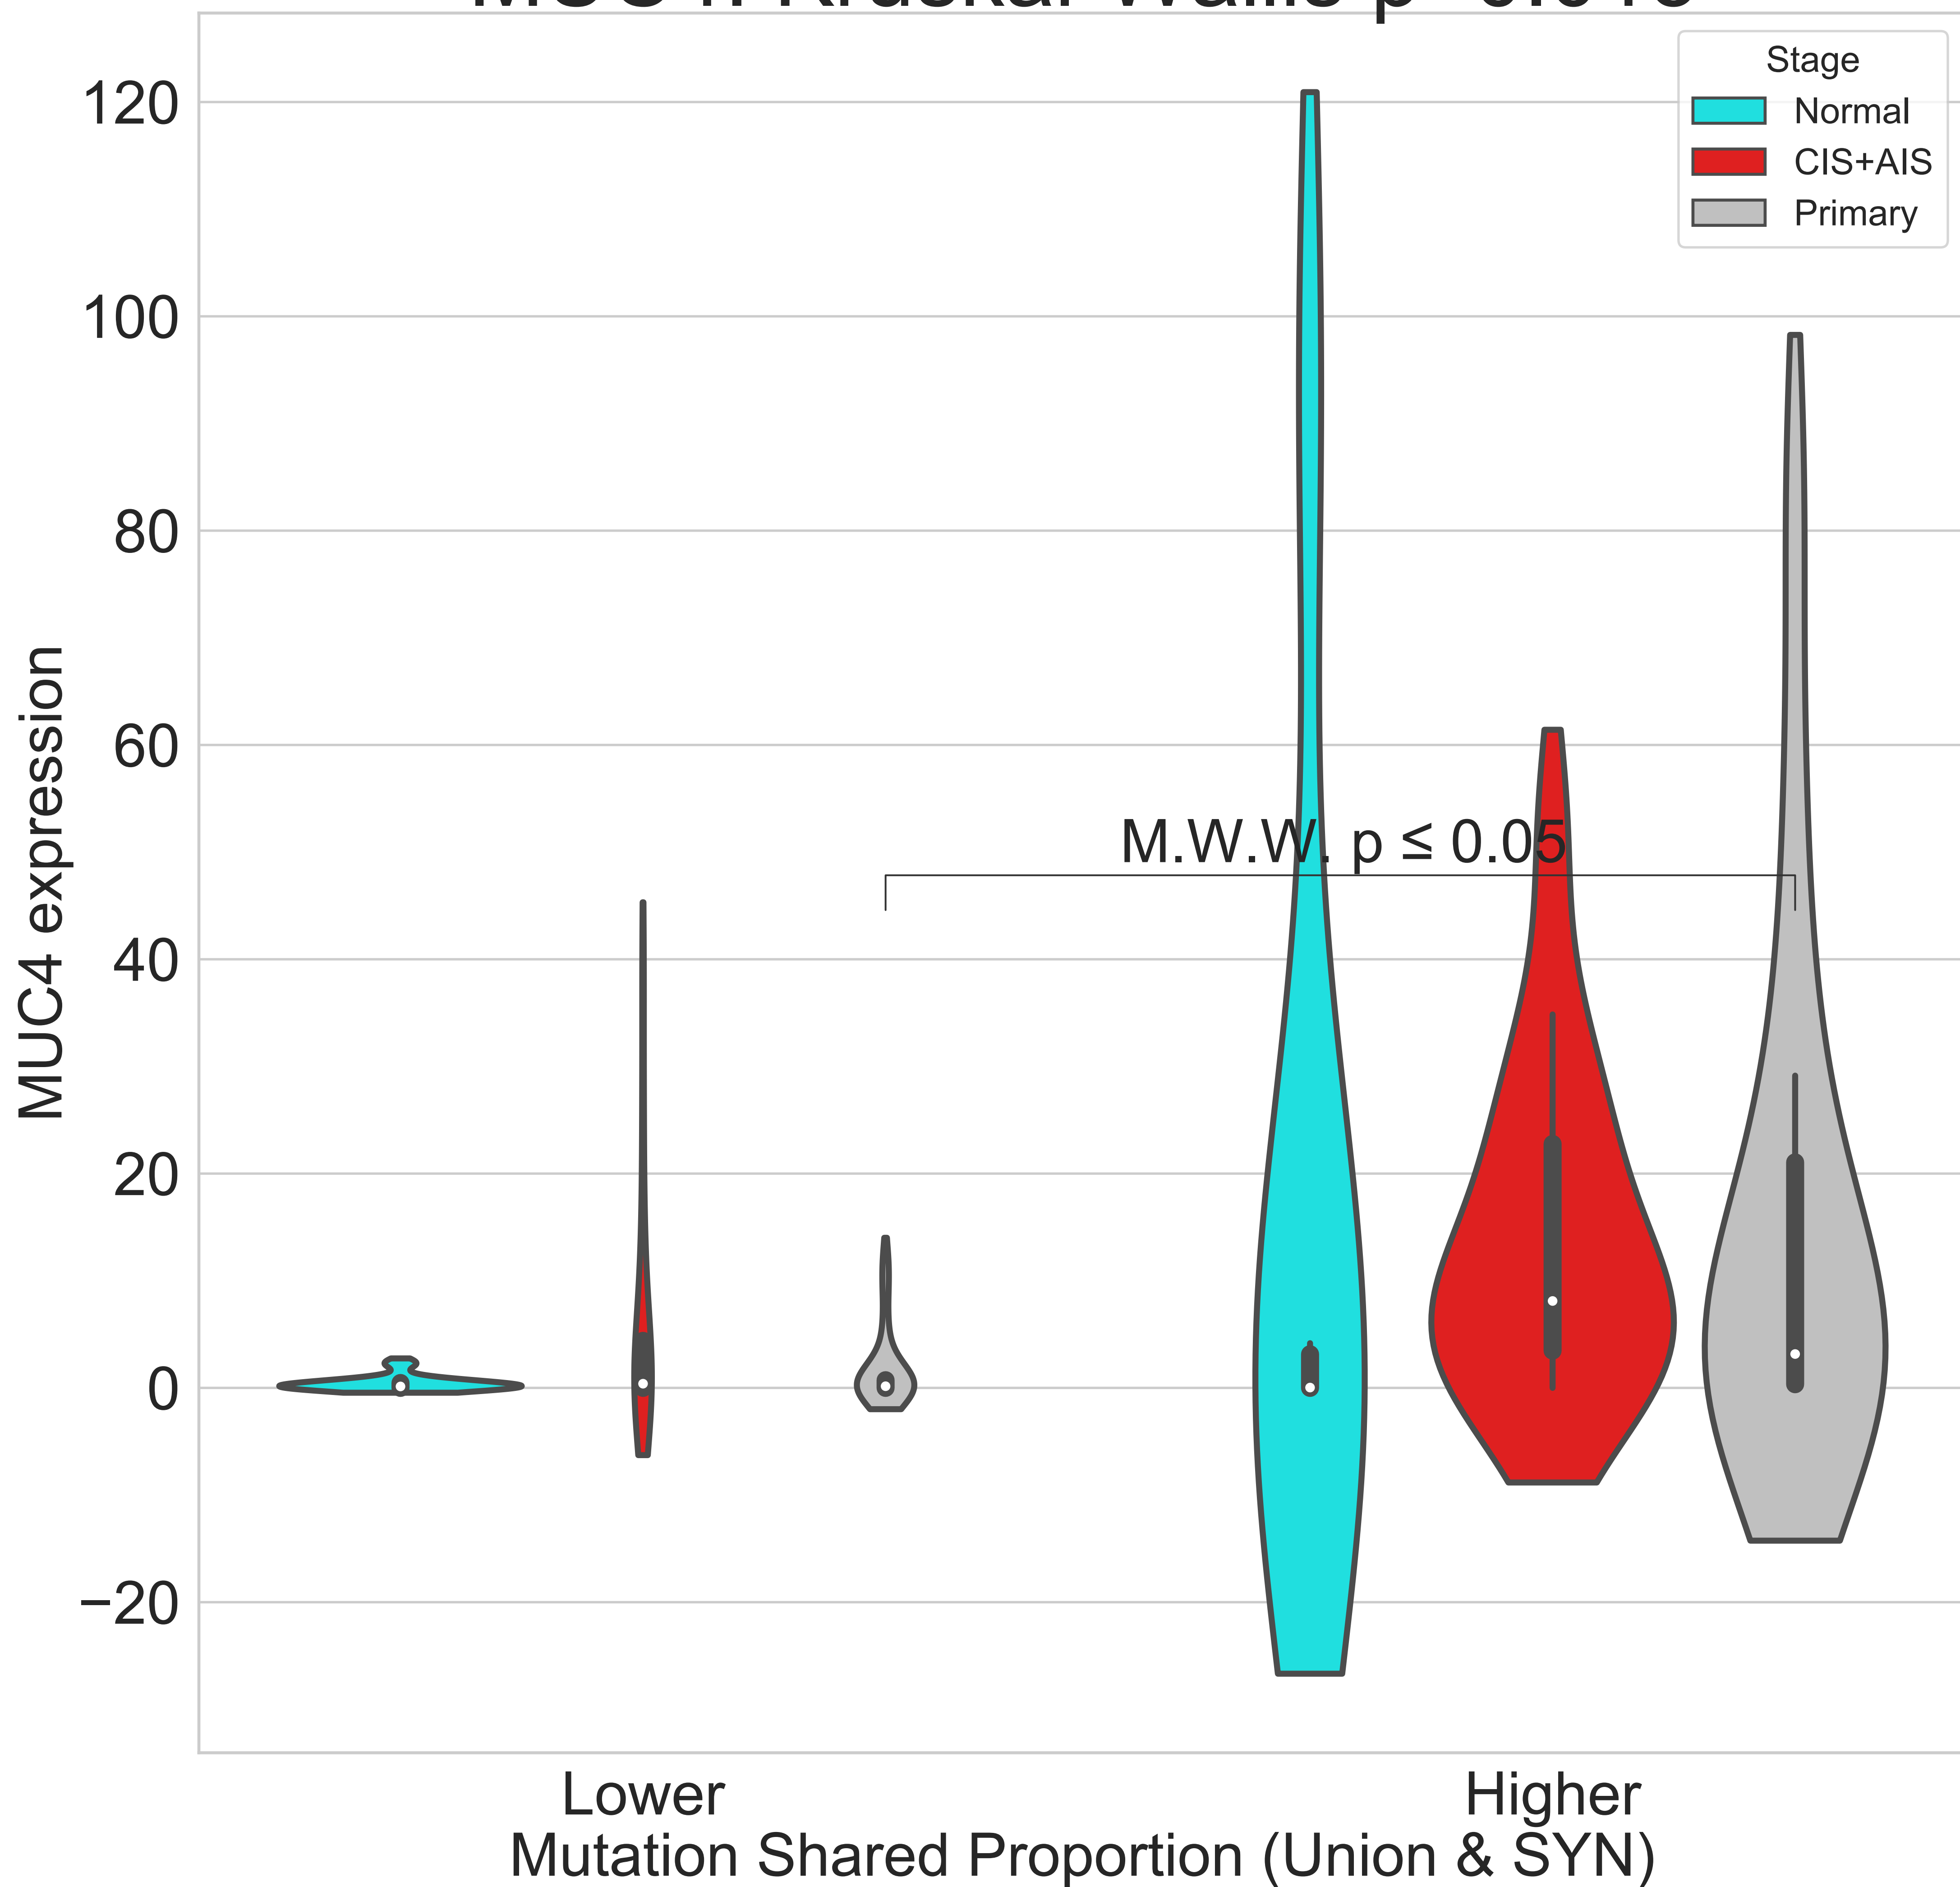 Stage
Normal
CIS+AIS
Primary
120
100
80
60
40
20
0
−20
MUC4 expression
M.W.W. p ≤ 0.05
Lower
Higher
Mutation Shared Proportion (Union & SYN)